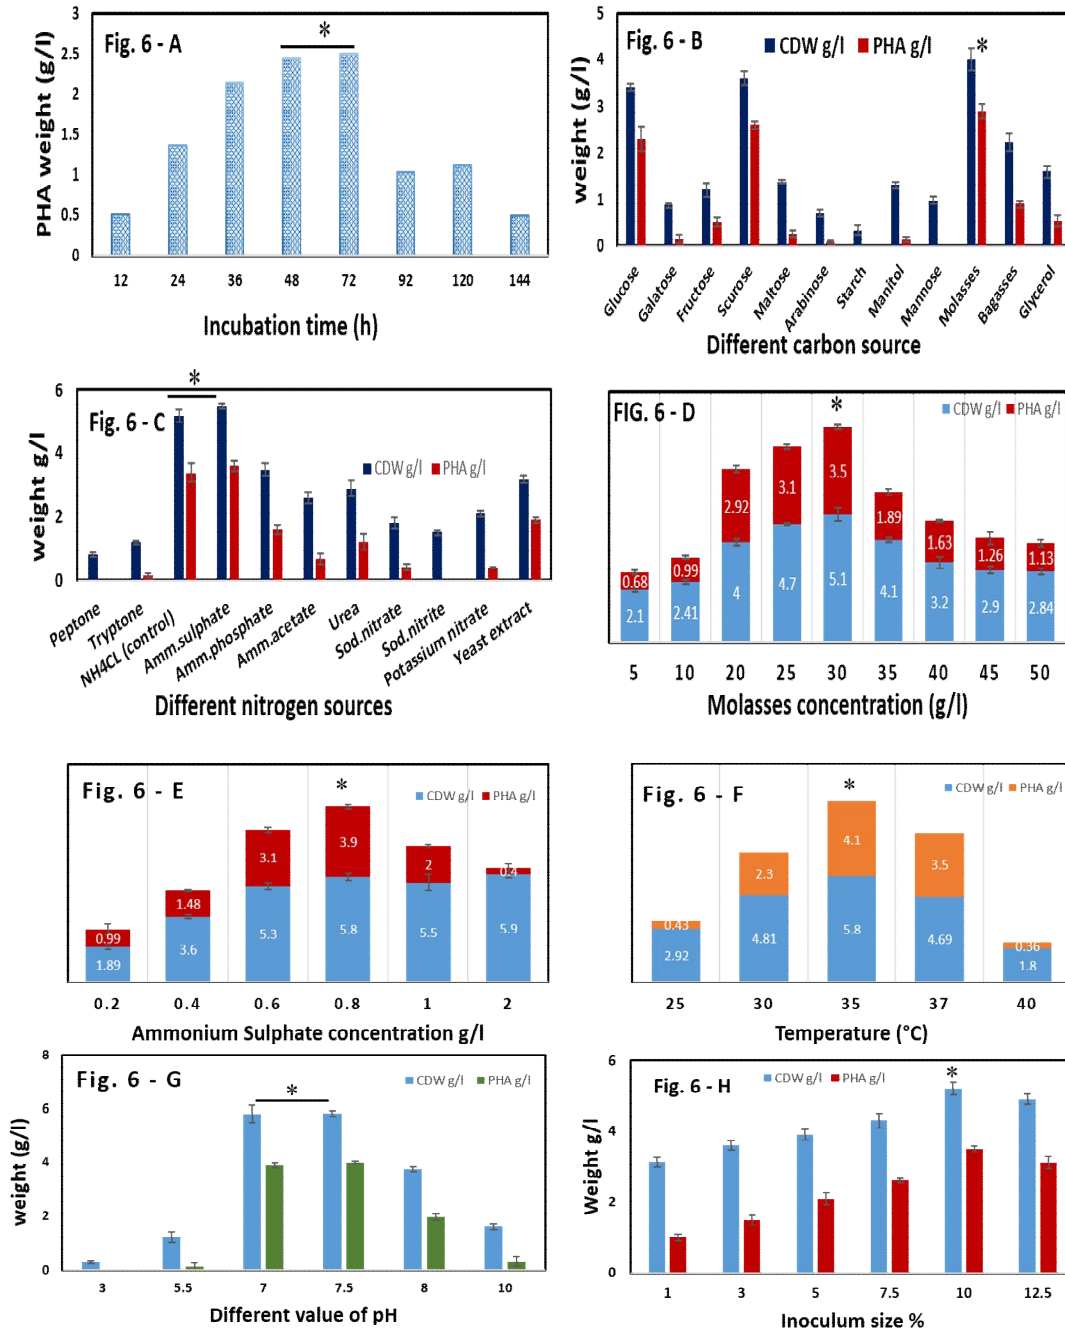 Fig. 6 - A
*
PHA weight (g/l)
3
2.5
2
1.5
1
0.5
0
12 24 36 48 72 92 120 144
Incubation time (h)
Fig. 6 - B
CDW g/l PHA g/l
*
weight (g/l)
5
4
3
2
1
0
Glucose Galatose Fructose Scurose Maltose Arabinose Starch Manitol Mannose Molasses Bagasses Glycerol
Different carbon source
Fig. 6 - C
*
CDW g/l PHA g/l
weight g/l
6
4
2
0
Peptone Tryptone NH4CL (control) Amm.sulphate Amm.phosphate Amm.acetate Urea Sod.nitrate Sod.nitrite Potassium nitrate Yeast extract
Different nitrogen sources
FIG. 6 - D
*
CDW g/l PHA g/l
0.68 0.99 2.92 3.1 3.5 1.89 1.63 1.26 1.13
2.1 2.41 4 4.7 5.1 4.1 3.2 2.9 2.84
5 10 20 25 30 35 40 45 50
Molasses concentration (g/l)
Fig. 6 - E
*
CDW g/l PHA g/l
0.99 1.48 3.1 3.9 2 0.4
1.89 3.6 5.3 5.8 5.5 5.9
0.2 0.4 0.6 0.8 1 2
Ammonium Sulphate concentration g/l
Fig. 6 - F
*
CDW g/l PHA g/l
0.43 2.3 4.1 3.5 0.36
2.92 4.81 5.8 4.69 1.8
25 30 35 37 40
Temperature (°C)
Fig. 6 - G
*
CDW g/l PHA g/l
weight (g/l)
8
6
4
2
0
3 5.5 7 7.5 8 10
Different value of pH
Fig. 6 - H
CDW g/l PHA g/l
*
Weight g/l
6
4
2
0
1 3 5 7.5 10 12.5
Inoculum size %